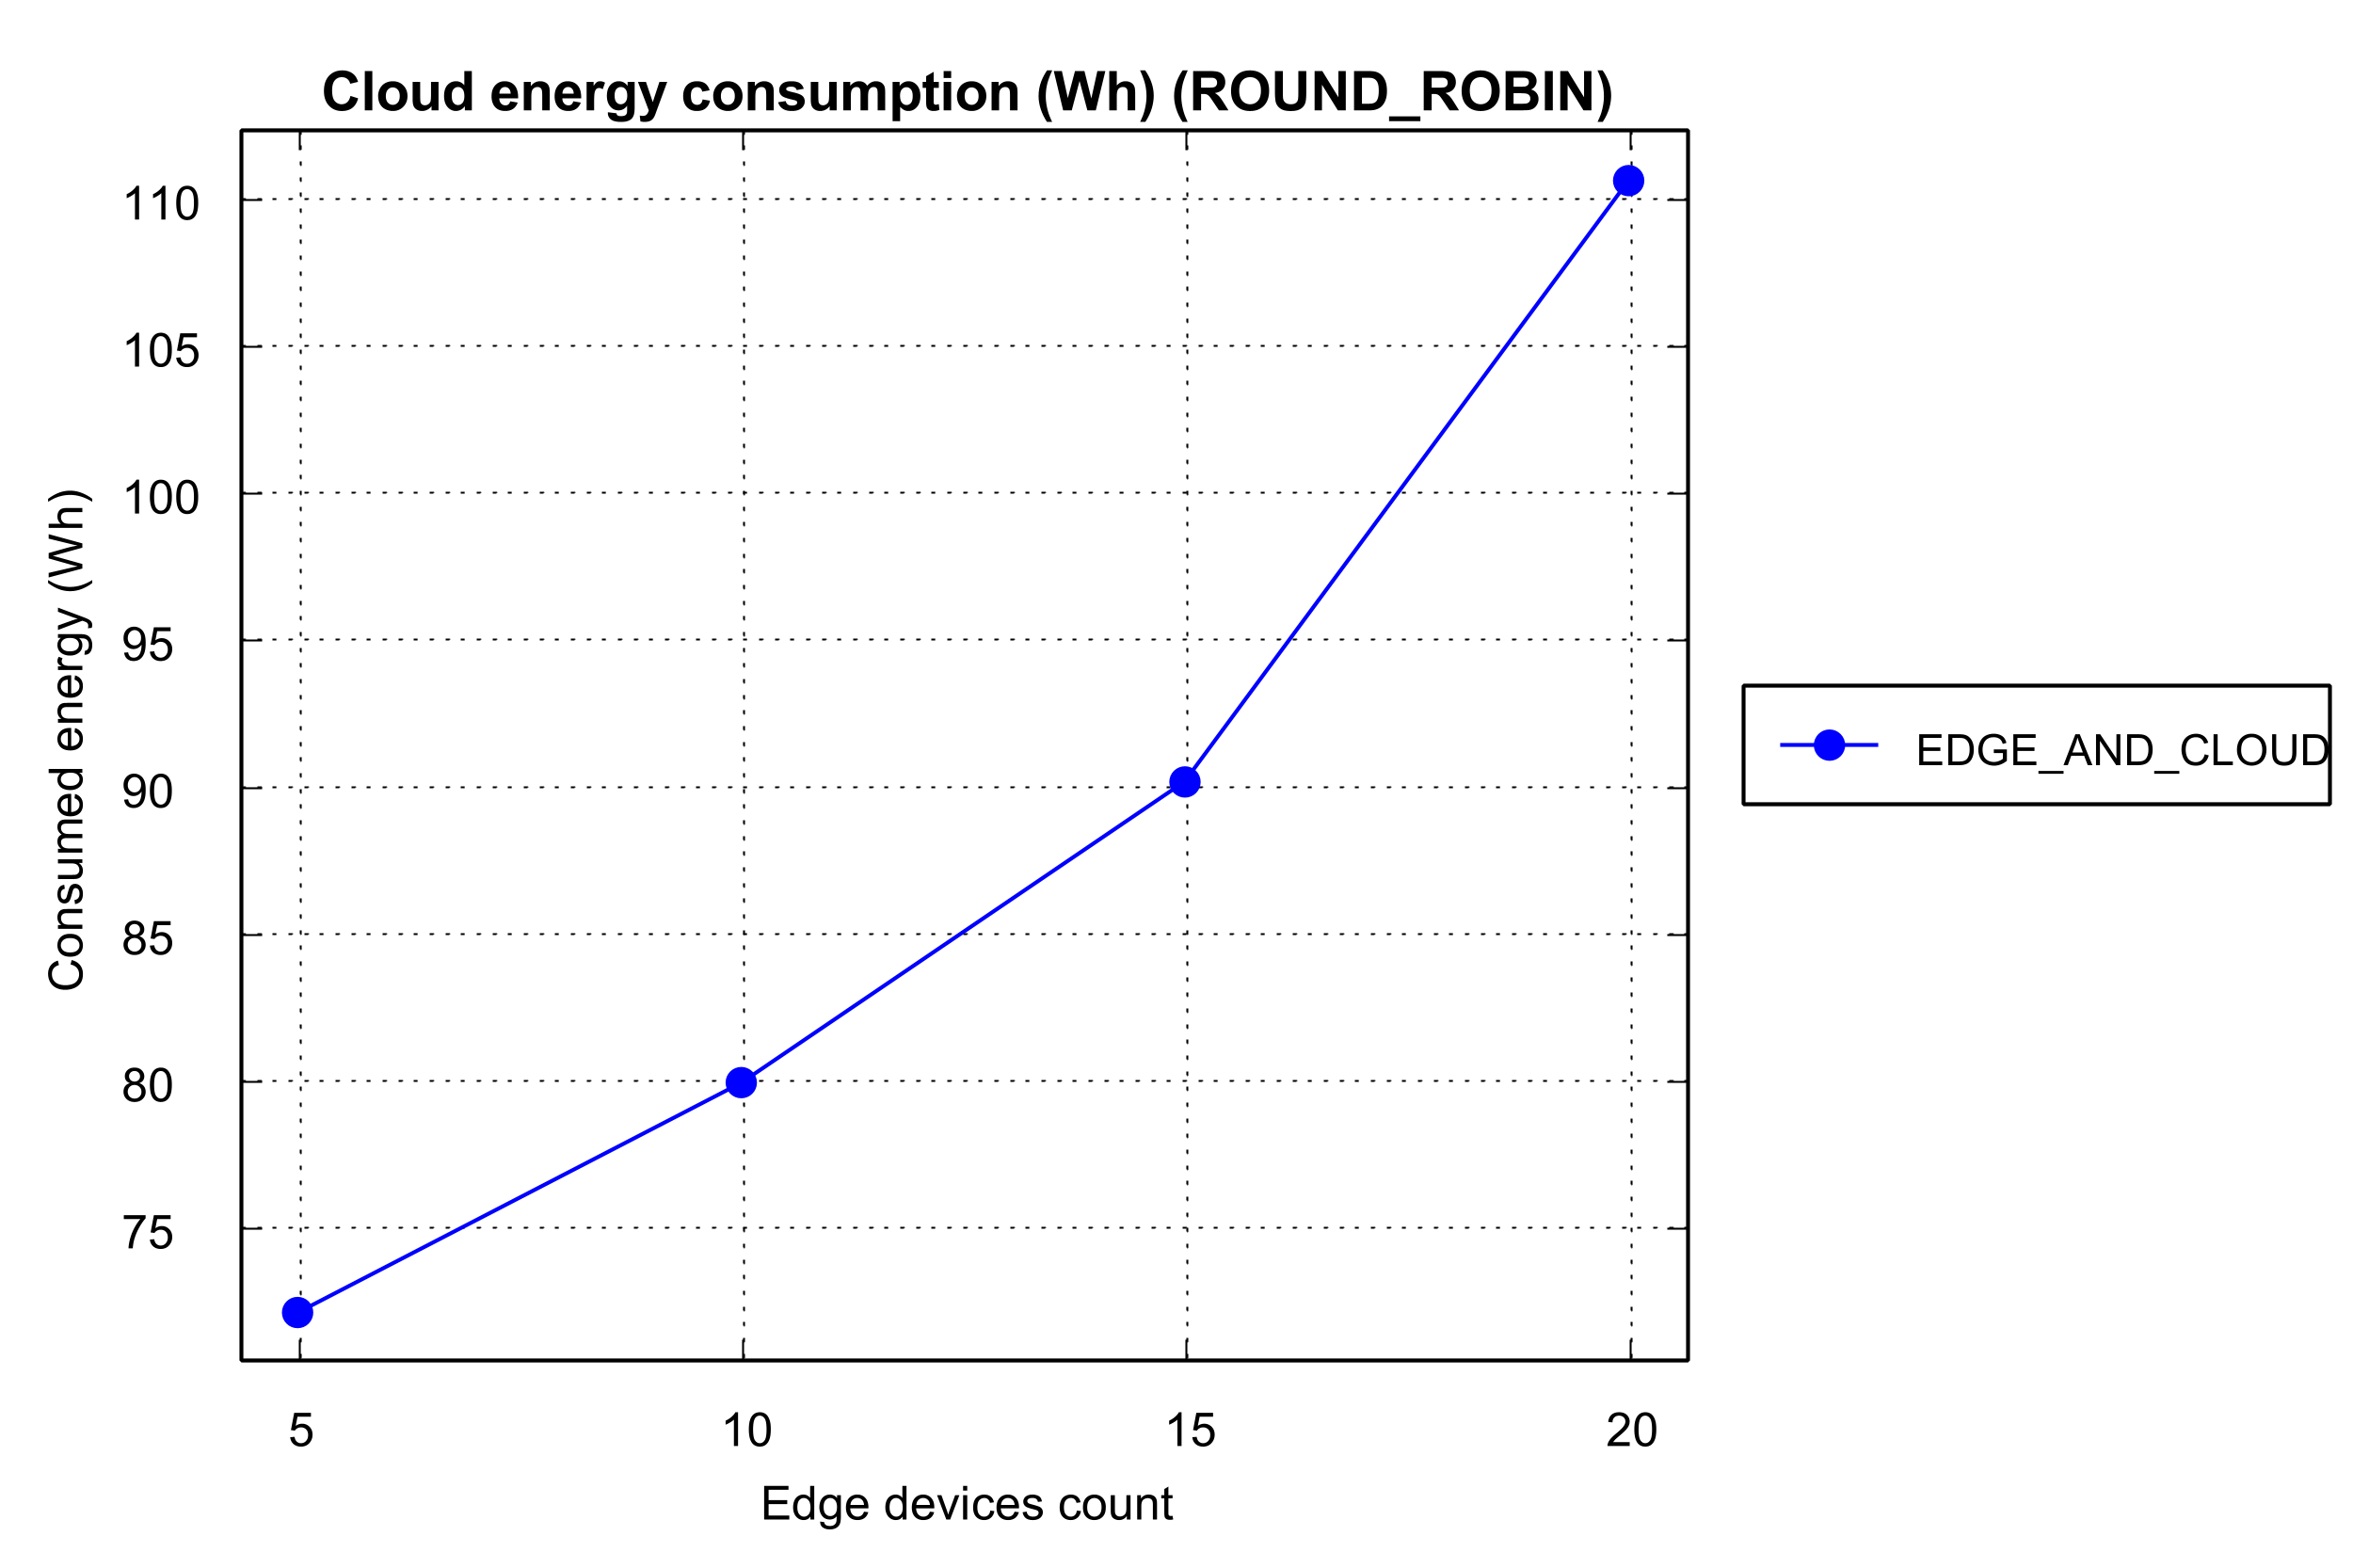 Cloud energy consumption (Wh) (ROUND_ROBIN)
Consumed energy (Wh)
110
105
100
95
90
85
80
75
5 10 15 20
Edge devices count
EDGE_AND_CLOUD